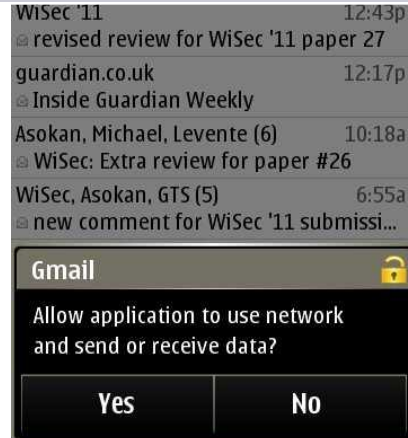 WiSec '11 12:43p
revised review for WiSec '11 paper 27
guardian.co.uk 12:17p
Inside Guardian Weekly
Asokan, Michael, Levente (6) 10:18a
WiSec: Extra review for paper #26
WiSec, Asokan, GTS (5) 6:55a
new comment for WiSec '11 submissi...
Gmail
Allow application to use network
and send or receive data?
Yes No